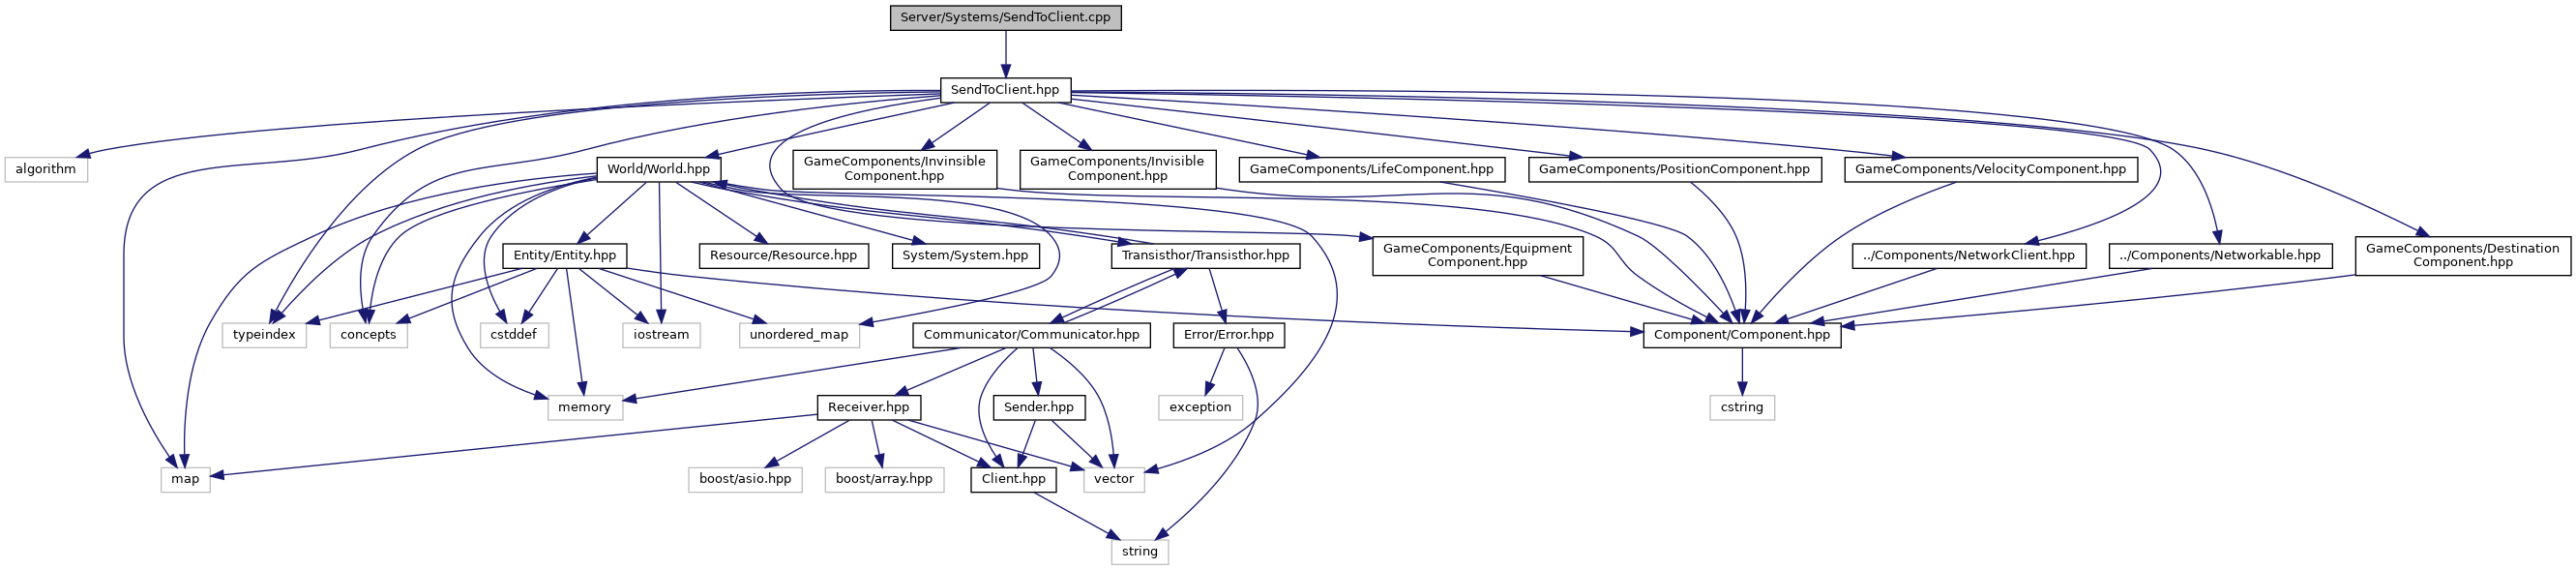 Server/Systems/SendToClient.cpp
SendToClient.hpp
algorithm
World/World.hpp
GameComponents/Invinsible
Component.hpp
GameComponents/Invisible
Component.hpp
GameComponents/LifeComponent.hpp
GameComponents/PositionComponent.hpp
GameComponents/VelocityComponent.hpp
Entity/Entity.hpp
Resource/Resource.hpp
System/System.hpp
Transisthor/Transisthor.hpp
GameComponents/Equipment
Component.hpp
../Components/NetworkClient.hpp
../Components/Networkable.hpp
GameComponents/Destination
Component.hpp
typeindex
concepts
cstddef
iostream
unordered_map
Communicator/Communicator.hpp
Error/Error.hpp
Component/Component.hpp
memory
Receiver.hpp
Sender.hpp
exception
cstring
map
boost/asio.hpp
boost/array.hpp
Client.hpp
vector
string